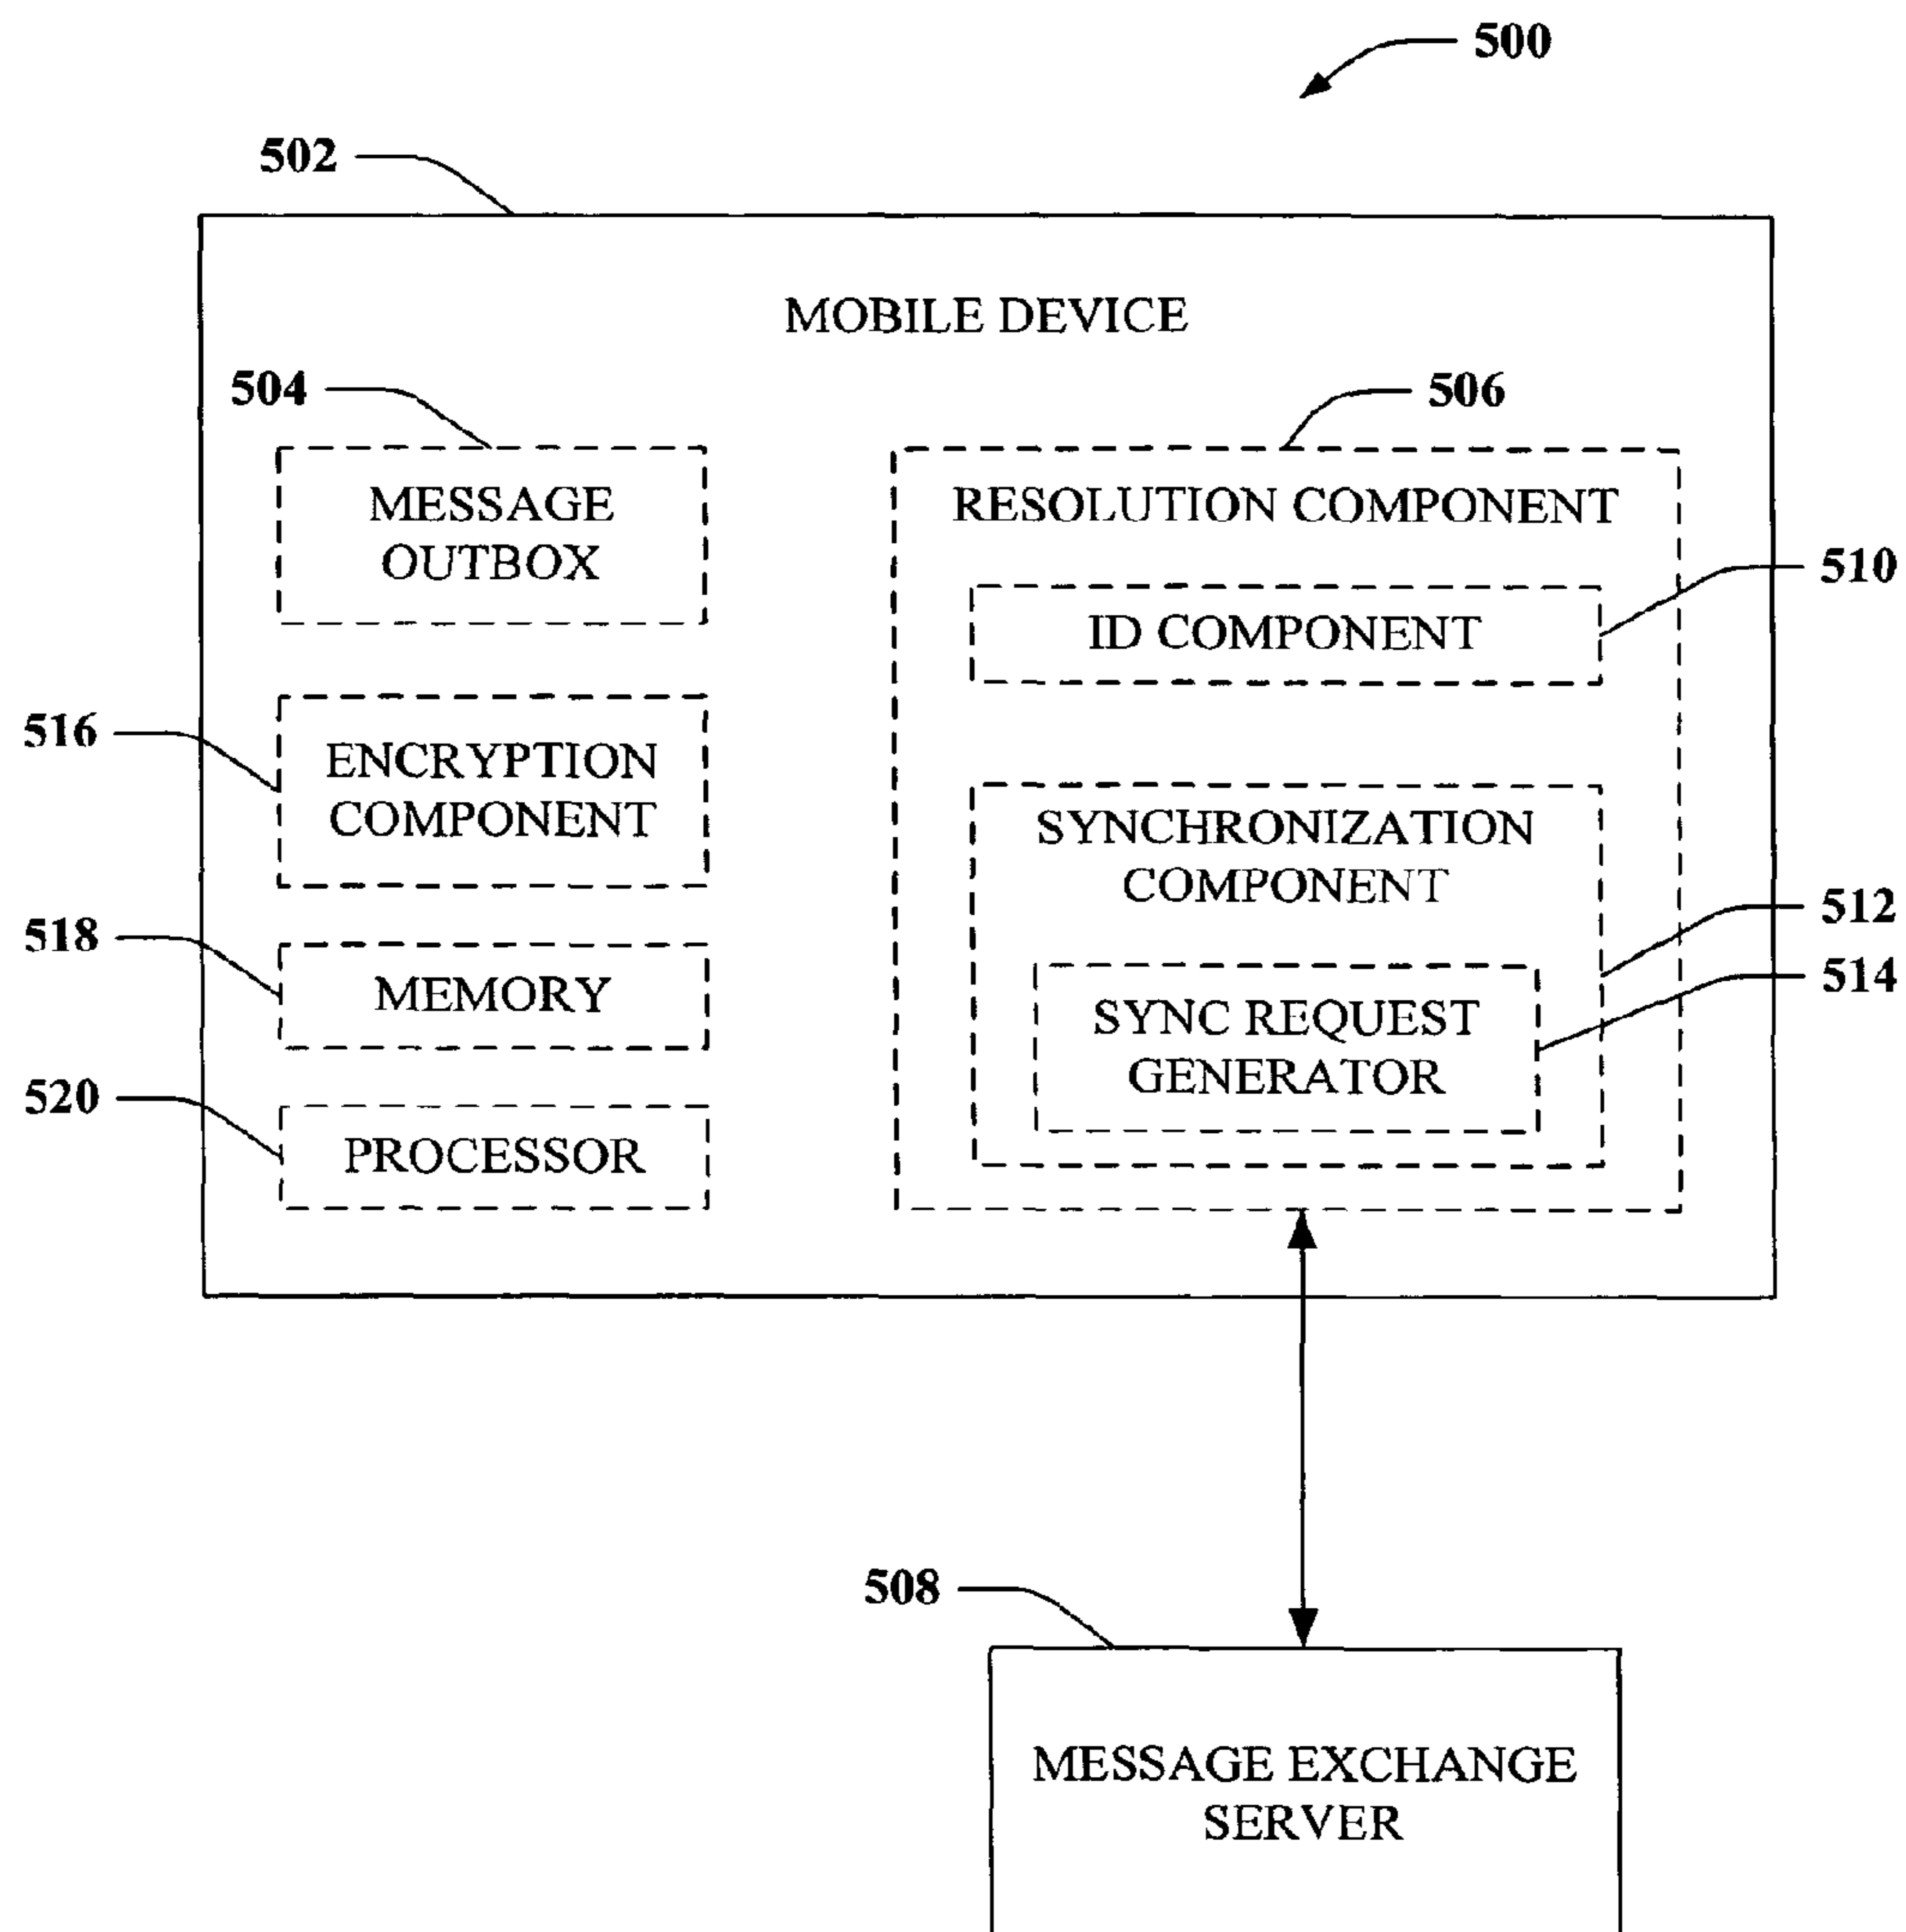 500
502
MOBILE DEVICE
504
506
MESSAGE
OUTBOX
RESOLUTION COMPONENT
510
ID COMPONENT
516
ENCRYPTION
COMPONENT
SYNCHRONIZATION
COMPONENT
512
518
MEMORY
514
SYNC REQUEST
GENERATOR
520
PROCESSOR
508
MESSAGE EXCHANGE
SERVER